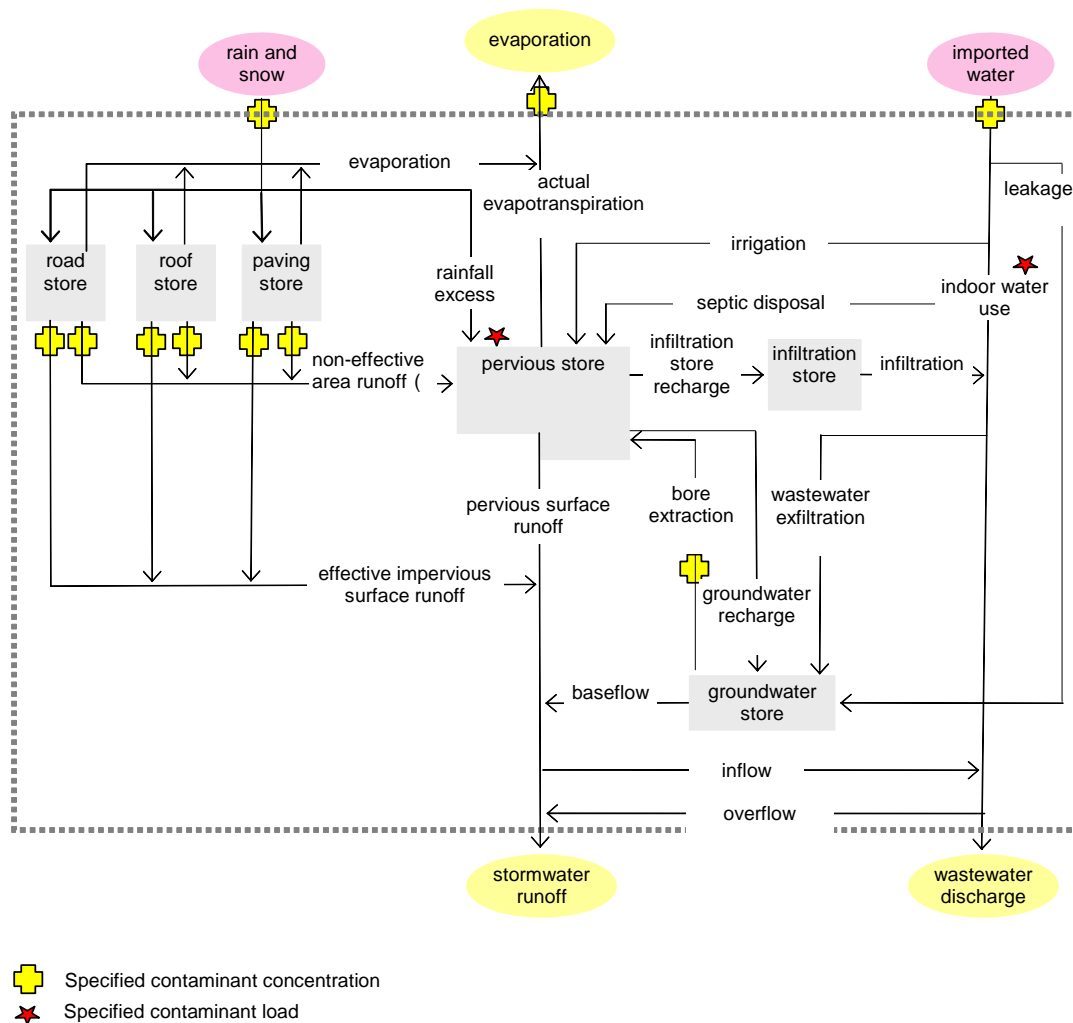 evaporation
rain and
snow
imported
water
evaporation
actual
evapotranspiration
leakage
irrigation
road
store
roof
store
paving
store
rainfall
excess
septic disposal
indoor water
use
non-effective
area runoff (
pervious store
infiltration
store
recharge
infiltration
store
infiltration
pervious surface
runoff
bore
extraction
wastewater
exfiltration
effective impervious
surface runoff
groundwater
recharge
baseflow
groundwater
store
inflow
overflow
stormwater
runoff
wastewater
discharge
Specified contaminant concentration
Specified contaminant load